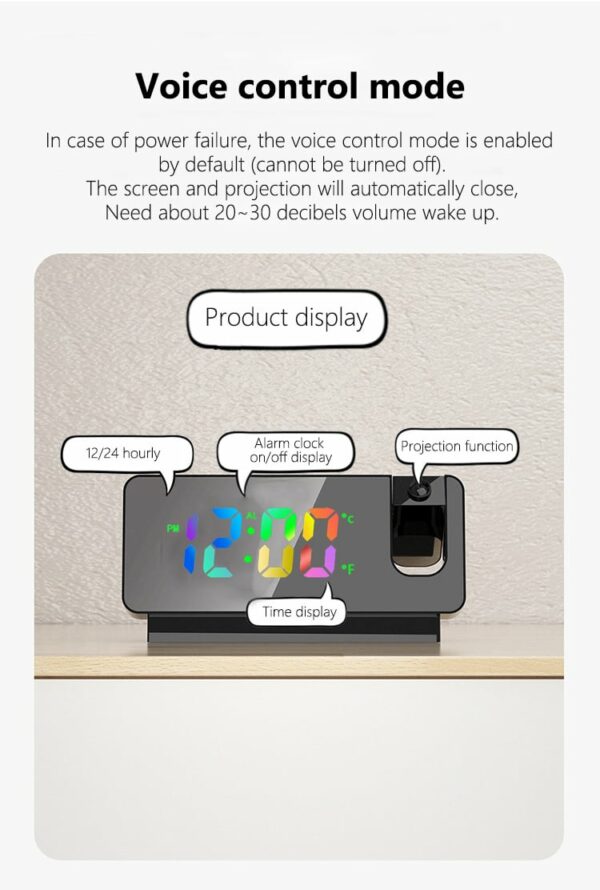 Voice control mode
In case of power failure, the voice control mode is enabled
by default (cannot be turned off).
The screen and projection will automatically close,
Need about 20~30 decibels volume wake up.
Product display
12/24 hourly
Alarm clock
on/off display
Projection function
AL
PM 12:00 °C
°F
Time display